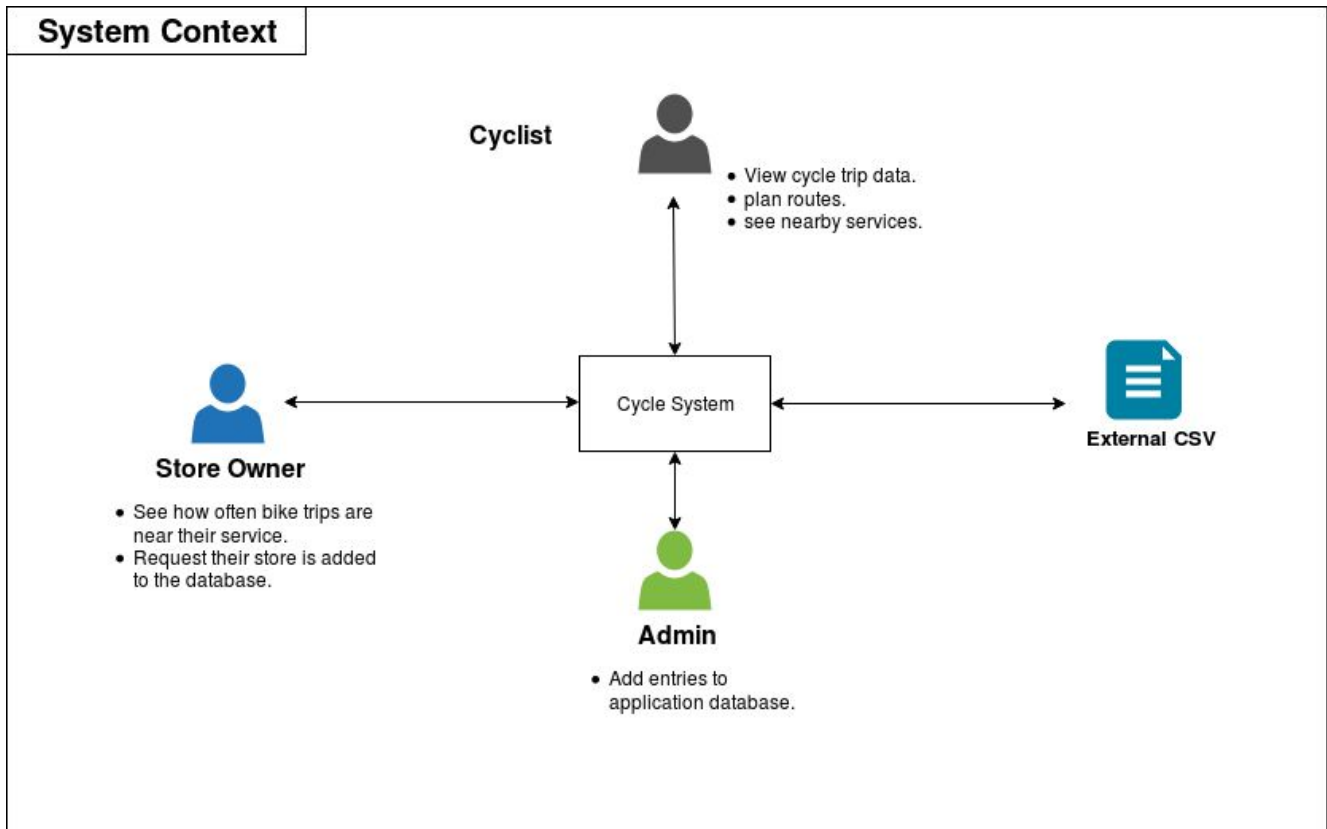 System Context
Cyclist
• View cycle trip data.
• plan routes.
• see nearby services.
Cycle System
External CSV
Store Owner
• See how often bike trips are
near their service.
• Request their store is added
to the database.
Admin
• Add entries to
application database.